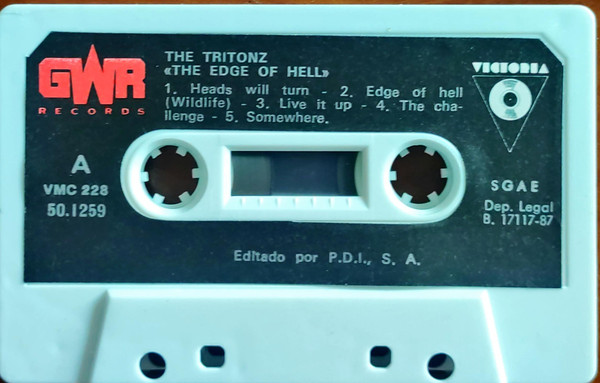 GWR
RECORDS
THE TRITONZ
«THE EDGE OF HELL»
1. Heads will turn - 2. Edge of hell
(Wildlife) - 3. Live it up - 4. The cha-
llenge - 5. Somewhere.
VICTORIA
A
VMC 228
50.1259
SGAE
Dep. Legal
B. 17117-87
Editado por P.D.I., S. A.